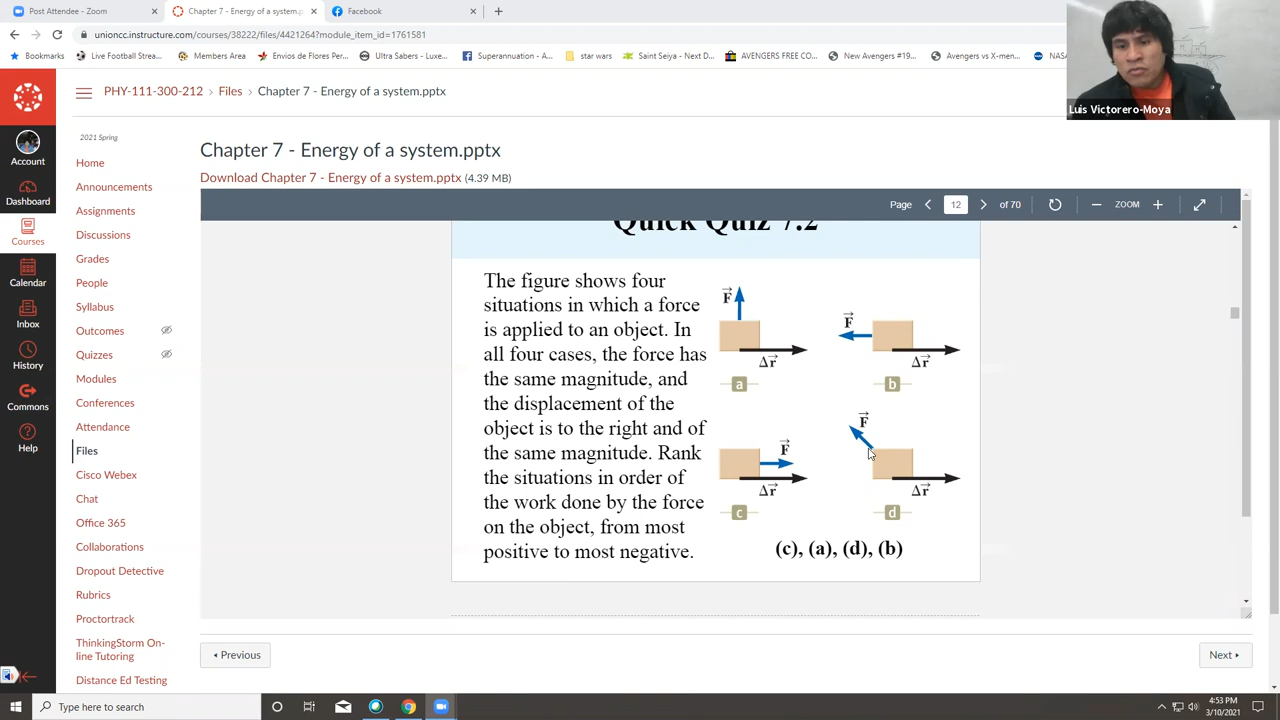 Post Attendee - Zoom
Chapter 7 - Energy of a system.p
Facebook
unioncc.instructure.com/courses/38222/files/4421264?module_item_id=1761581
Bookmarks
Live Football Strea...
Members Area
Envios de Flores Per...
Ultra Sabers - Luxe...
Superannuation - A...
star wars
Saint Seiya - Next D...
AVENGERS FREE CO...
New Avengers #19...
Avengers vs X-men...
NASA
Luis Victorero-Moya
PHY-111-300-212 › Files › Chapter 7 - Energy of a system.pptx
2021 Spring
Account
Dashboard
Courses
Calendar
Inbox
History
Commons
Help
Home
Announcements
Assignments
Discussions
Grades
People
Syllabus
Outcomes
Quizzes
Modules
Conferences
Attendance
Files
Cisco Webex
Chat
Office 365
Collaborations
Dropout Detective
Rubrics
Proctortrack
ThinkingStorm On-
line Tutoring
Distance Ed Testing
Chapter 7 - Energy of a system.pptx
Download Chapter 7 - Energy of a system.pptx (4.39 MB)
Page 12 of 70
ZOOM
Quick Quiz 7.2
The figure shows four
situations in which a force
is applied to an object. In
all four cases, the force has
the same magnitude, and
the displacement of the
object is to the right and of
the same magnitude. Rank
the situations in order of
the work done by the force
on the object, from most
positive to most negative.
F⃗
Δr⃗
a
F⃗
Δr⃗
b
F⃗
Δr⃗
c
F⃗
Δr⃗
d
(c), (a), (d), (b)
Previous
Next
Type here to search
4:53 PM
3/10/2021